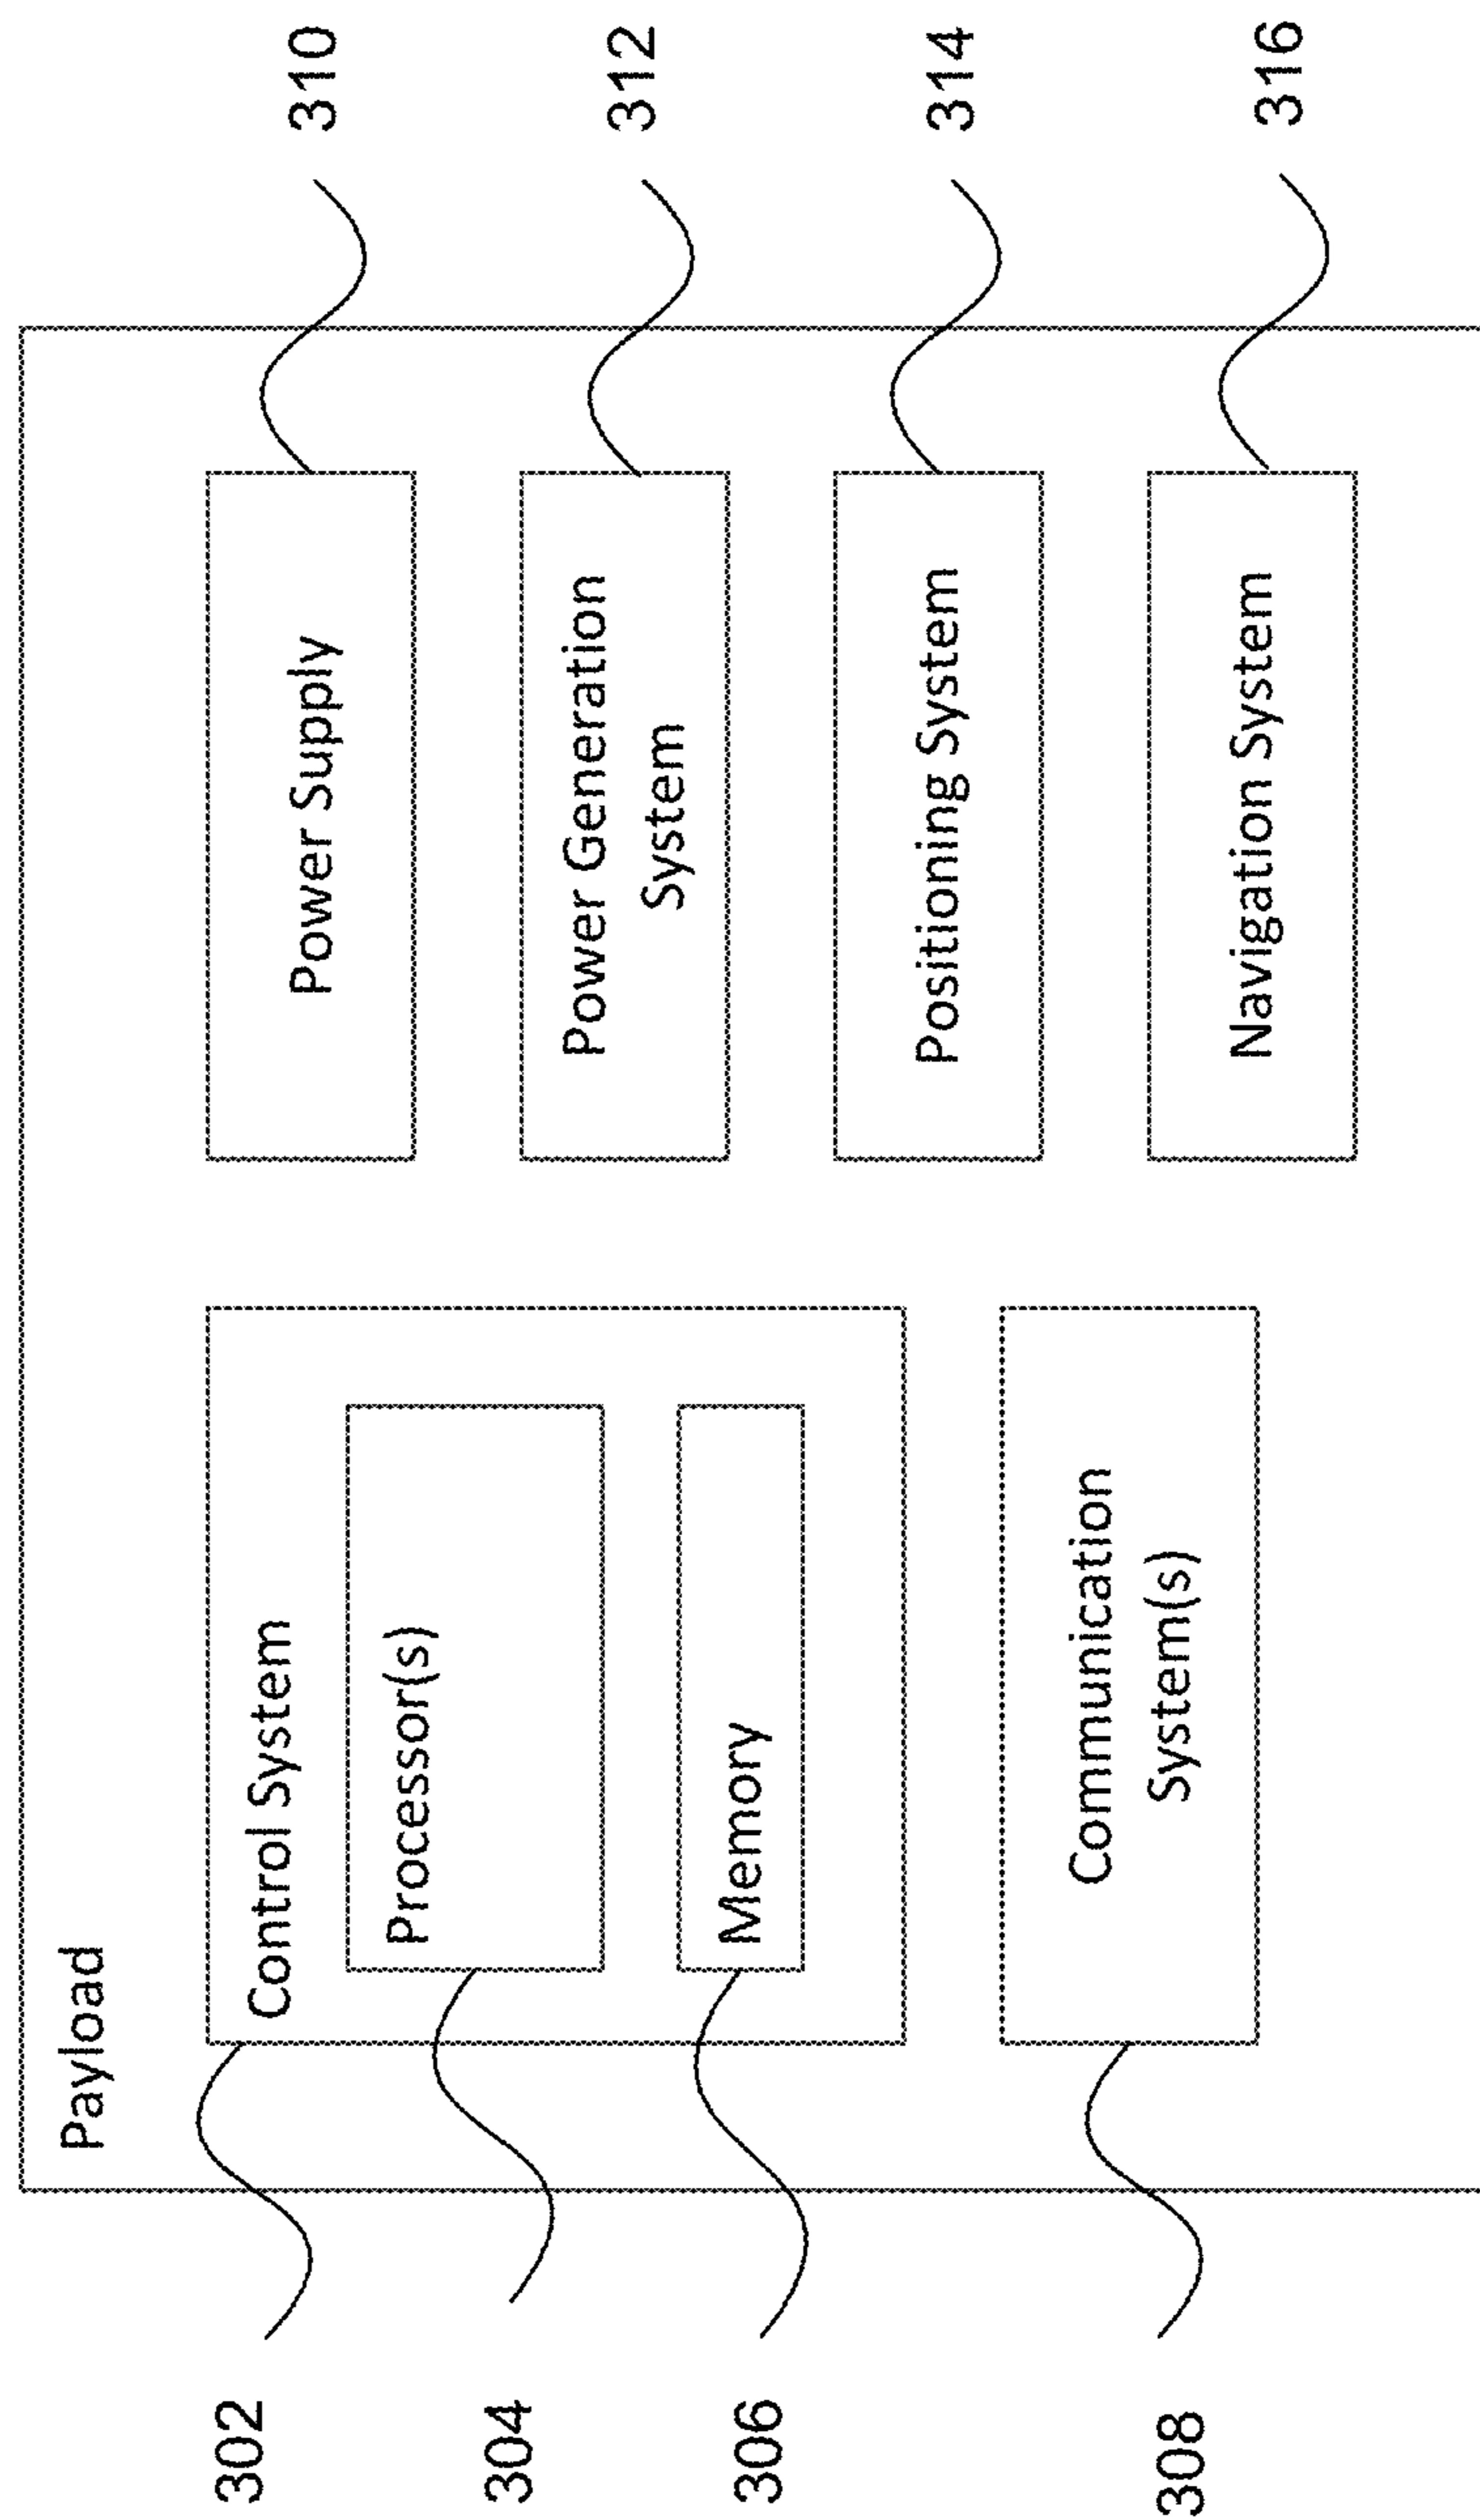 Payload
302
Control System
304
Processor(s)
306
Memory
308
Communication
System(s)
Power Supply
310
Power Generation
System
312
Positioning System
314
Navigation System
316